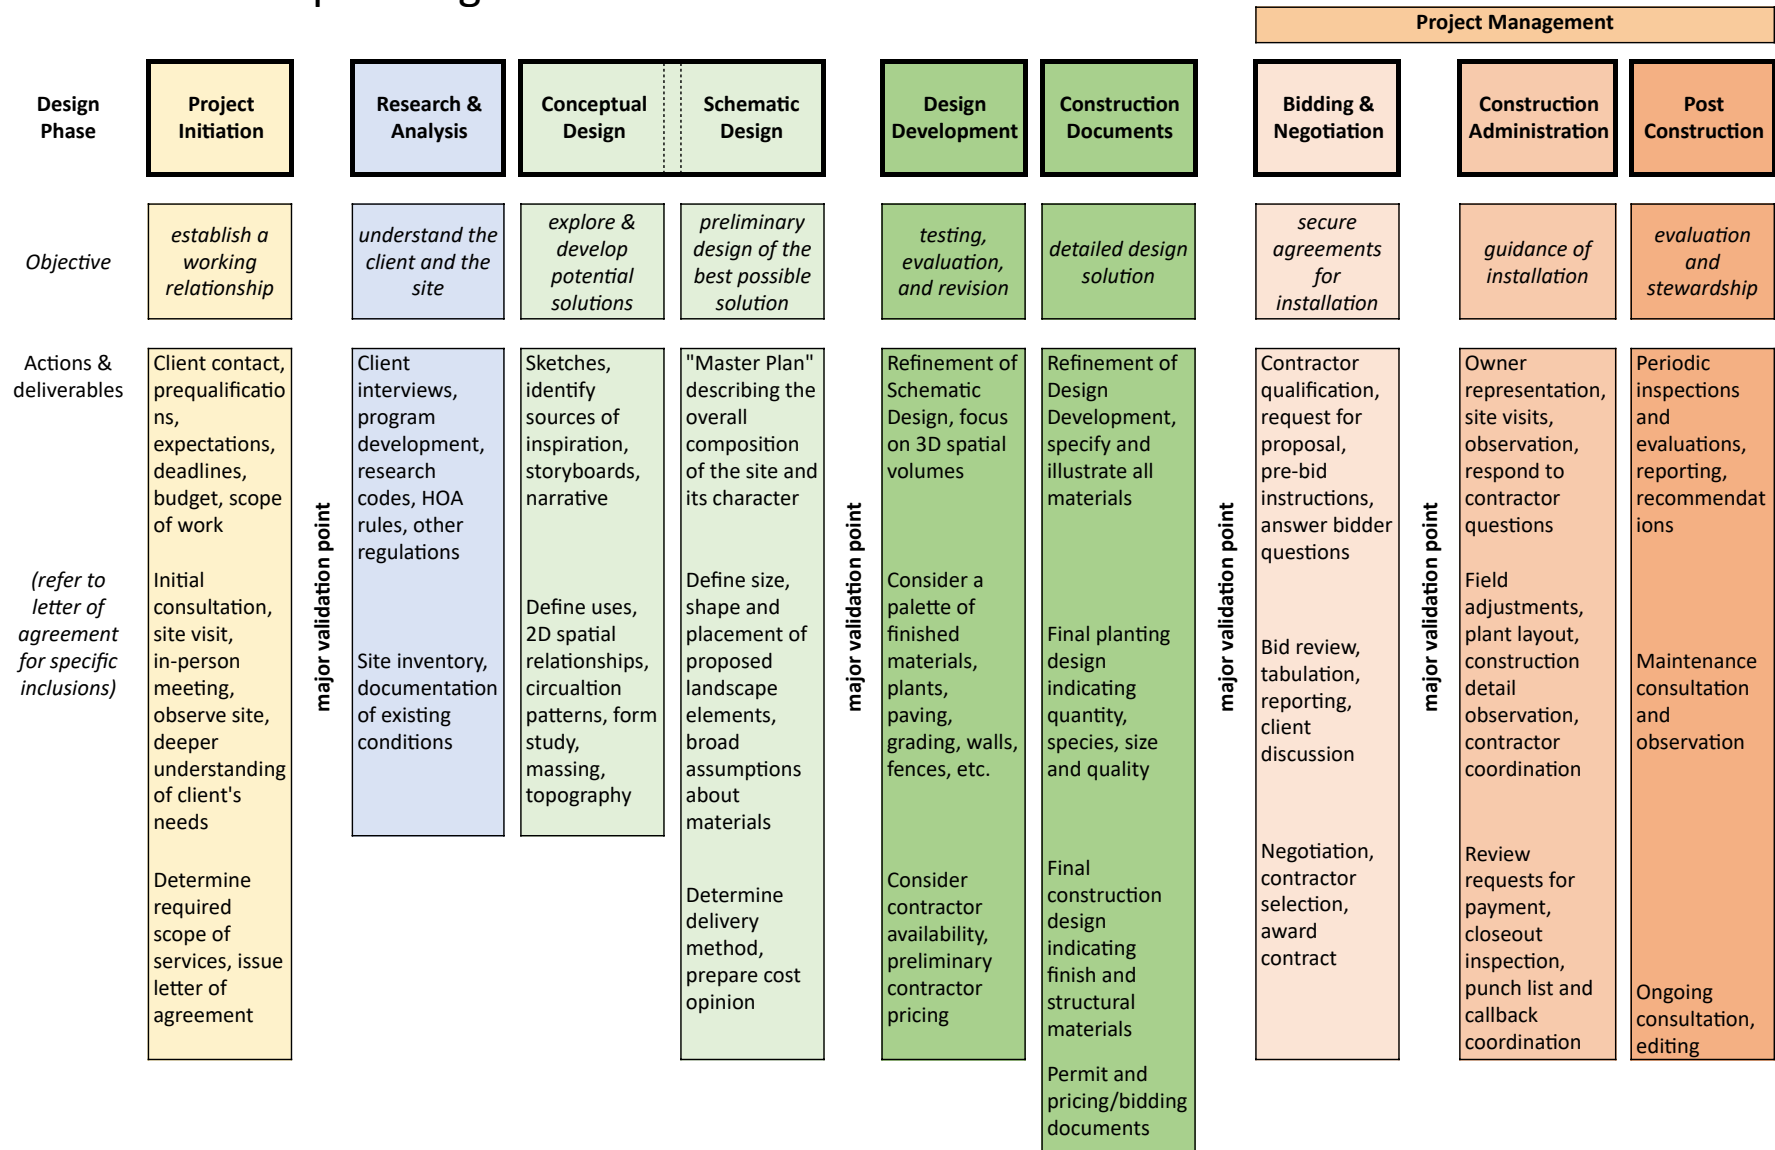 Project Management
Design
Phase
Project
Initiation
Research &
Analysis
Conceptual
Design
Schematic
Design
Design
Development
Construction
Documents
Bidding &
Negotiation
Construction
Administration
Post
Construction
Objective
establish a
working
relationship
understand the
client and the
site
explore &
develop
potential
solutions
preliminary
design of the
best possible
solution
testing,
evaluation,
and revision
detailed design
solution
secure
agreements
for
installation
guidance of
installation
evaluation
and
stewardship
Actions &
deliverables
(refer to
letter of
agreement
for specific
inclusions)
Client contact,
prequalificatio
ns,
expectations,
deadlines,
budget, scope
of work
Initial
consultation,
site visit,
in-person
meeting,
observe site,
deeper
understanding
of client's
needs
Determine
required
scope of
services, issue
letter of
agreement
major validation point
Client
interviews,
program
development,
research
codes, HOA
rules, other
regulations
Site inventory,
documentation
of existing
conditions
Sketches,
identify
sources of
inspiration,
storyboards,
narrative
Define uses,
2D spatial
relationships,
circualtion
patterns, form
study,
massing,
topography
"Master Plan"
describing the
overall
composition
of the site and
its character
Define size,
shape and
placement of
proposed
landscape
elements,
broad
assumptions
about
materials
Determine
delivery
method,
prepare cost
opinion
major validation point
Refinement of
Schematic
Design, focus
on 3D spatial
volumes
Consider a
palette of
finished
materials,
plants,
paving,
grading, walls,
fences, etc.
Consider
contractor
availability,
preliminary
contractor
pricing
Refinement of
Design
Development,
specify and
illustrate all
materials
Final planting
design
indicating
quantity,
species, size
and quality
Final
construction
design
indicating
finish and
structural
materials
Permit and
pricing/bidding
documents
major validation point
Contractor
qualification,
request for
proposal,
pre-bid
instructions,
answer bidder
questions
Bid review,
tabulation,
reporting,
client
discussion
Negotiation,
contractor
selection,
award
contract
major validation point
Owner
representation,
site visits,
observation,
respond to
contractor
questions
Field
adjustments,
plant layout,
construction
detail
observation,
contractor
coordination
Review
requests for
payment,
closeout
inspection,
punch list and
callback
coordination
Periodic
inspections
and
evaluations,
reporting,
recommendat
ions
Maintenance
consultation
and
observation
Ongoing
consultation,
editing